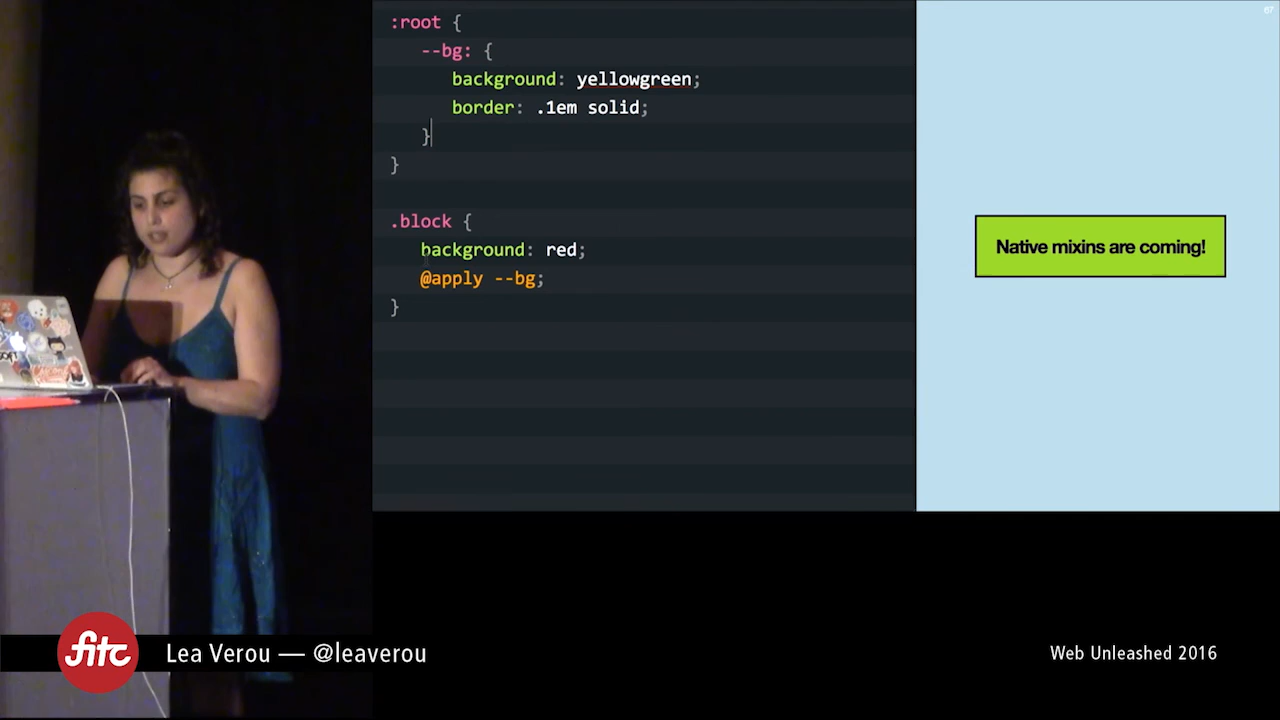 67
:root {
--bg: {
background: yellowgreen;
border: .1em solid;
}
}
.block {
background: red;
@apply --bg;
}
Native mixins are coming!
fitc
Lea Verou — @leaverou
Web Unleashed 2016